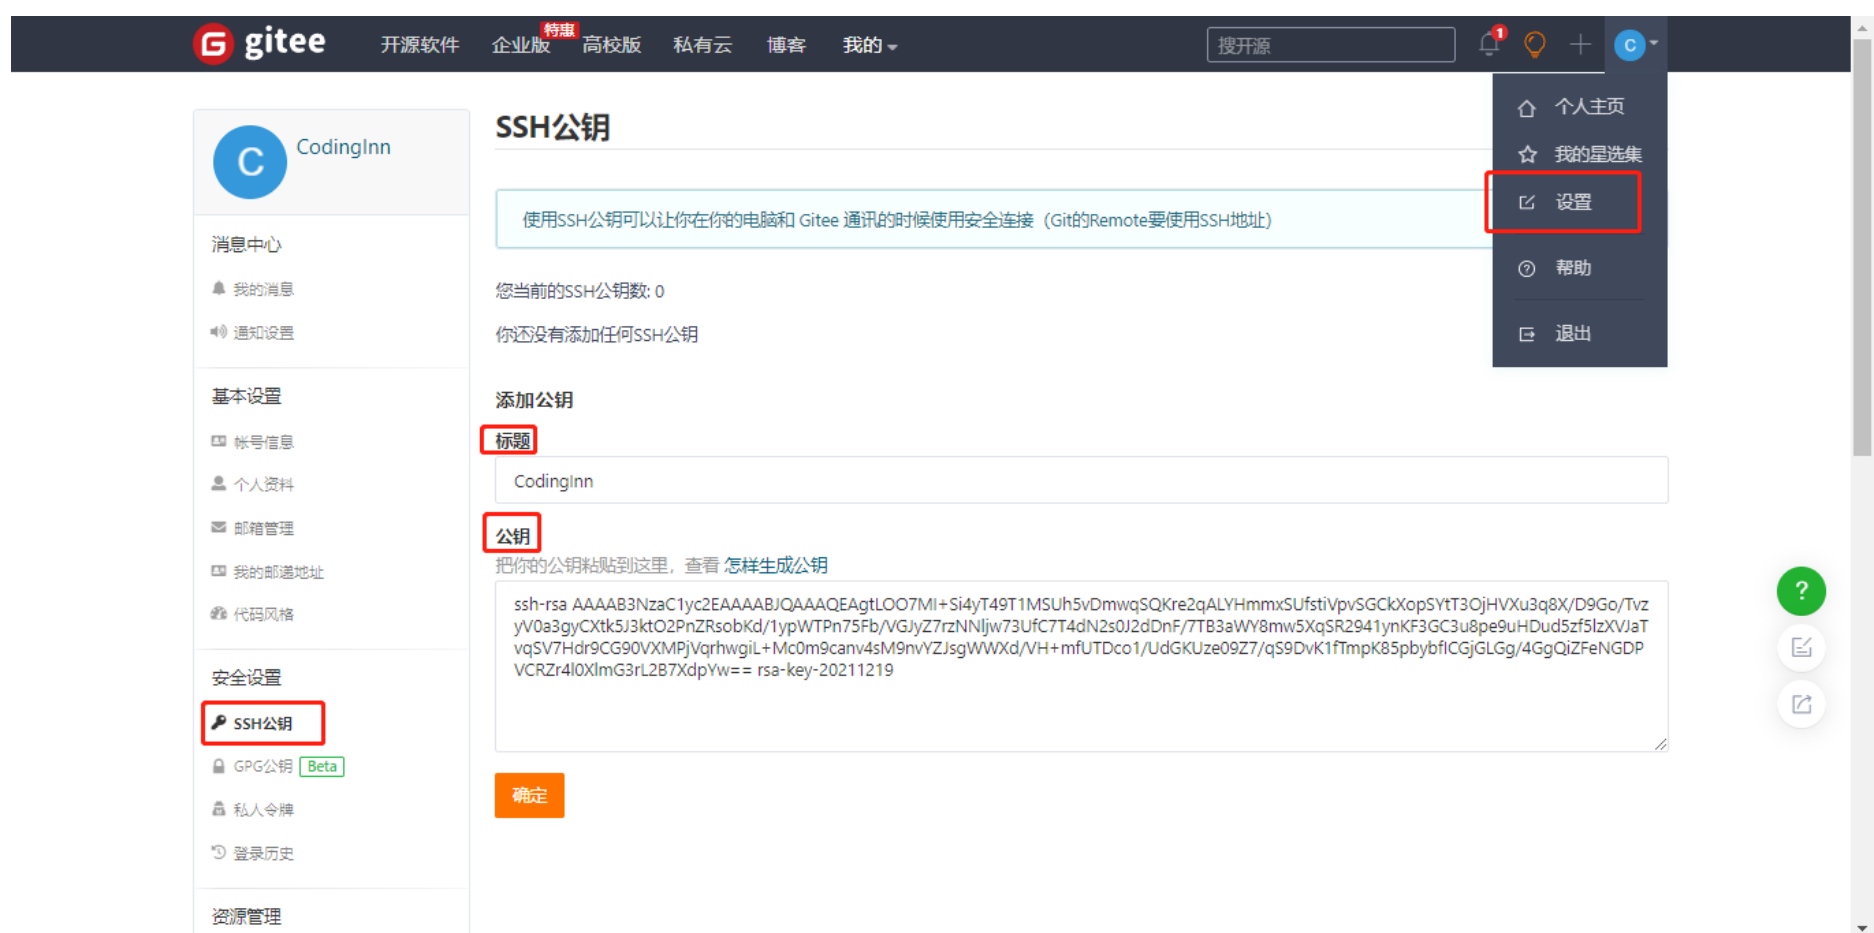 gitee 开源软件 企业版 特惠 高校版 私有云 博客 我的 搜开源 1 C
个人主页
我的星选集
设置
帮助
退出
C CodingInn
消息中心
我的消息
通知设置
基本设置
帐号信息
个人资料
邮箱管理
我的邮递地址
代码风格
安全设置
SSH公钥
GPG公钥 Beta
私人令牌
登录历史
资源管理
SSH公钥
使用SSH公钥可以让你在你的电脑和 Gitee 通讯的时候使用安全连接（Git的Remote要使用SSH地址）
您当前的SSH公钥数: 0
你还没有添加任何SSH公钥
添加公钥
标题
CodingInn
公钥
把你的公钥粘贴到这里，查看 怎样生成公钥
ssh-rsa AAAAB3NzaC1yc2EAAAABJQAAAQEAgtLOO7MI+Si4yT49T1MSUh5vDmwqSQKre2qALYHmmxSUfstiVpvSGCkXopSYtT3OjHVXu3q8X/D9Go/Tvz
yV0a3gyCXtk5J3ktO2PnZRsobKd/1ypWTPn75Fb/VGJyZ7rzNNljw73UfC7T4dN2s0J2dDnF/7TB3aWY8mw5XqSR2941ynKF3GC3u8pe9uHDud5zf5lzXVJaT
vqSV7Hdr9CG90VXMPjVqrhwgiL+Mc0m9canv4sM9nvYZJsgWWXd/VH+mfUTDco1/UdGKUze09Z7/qS9DvK1fTmpK85pbybfICGjGLGg/4GgQiZFeNGDP
VCRZr4l0XlmG3rL2B7XdpYw== rsa-key-20211219
确定
?